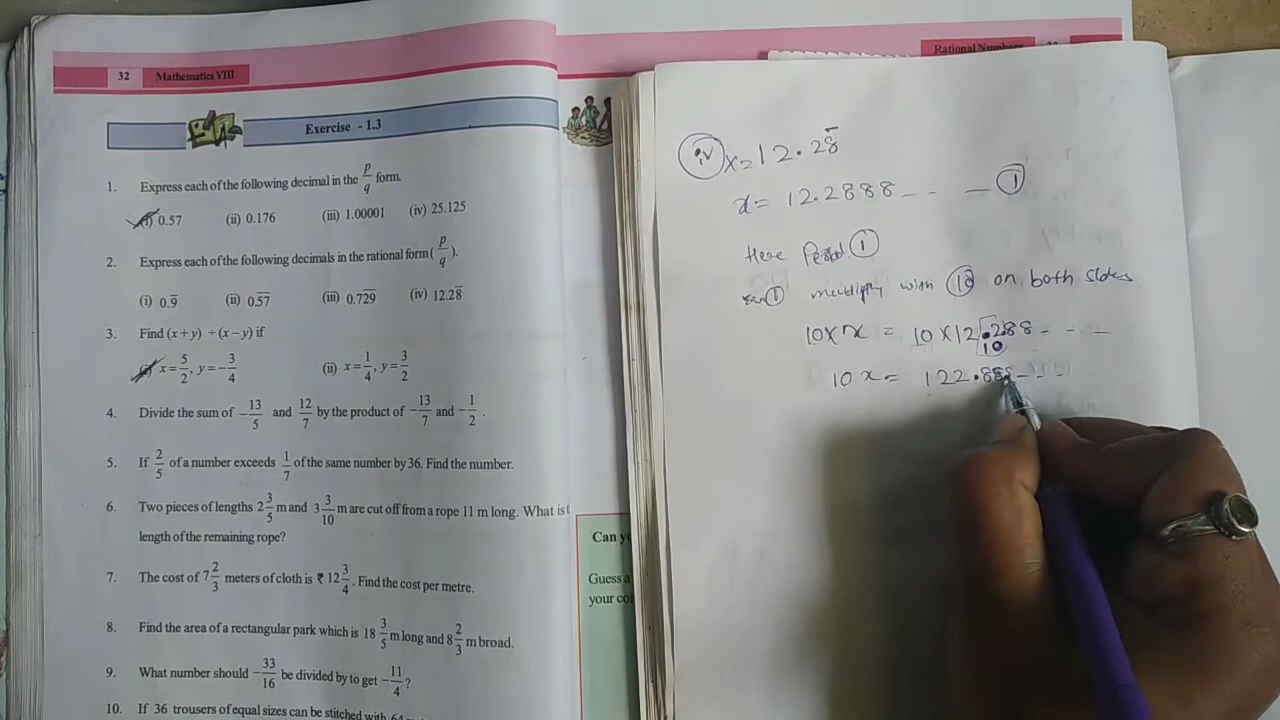 32 Mathematics VIII
Exercise - 1.3
1. Express each of the following decimal in the p/q form.
(i) 0.57 (ii) 0.176 (iii) 1.00001 (iv) 25.125
2. Express each of the following decimals in the rational form (p/q).
(i) 0.9̅ (ii) 0.5̅7̅ (iii) 0.72̅9̅ (iv) 12.28̅
3. Find (x + y) ÷ (x – y) if
x = 5/2, y = – 3/4 (ii) x = 1/4, y = 3/2
4. Divide the sum of – 13/5 and 12/7 by the product of – 13/7 and – 1/2 .
5. If 2/5 of a number exceeds 1/7 of the same number by 36. Find the number.
6. Two pieces of lengths 2 3/5 m and 3 3/10 m are cut off from a rope 11 m long. What is
length of the remaining rope?
7. The cost of 7 2/3 meters of cloth is ₹ 12 3/4 . Find the cost per metre.
8. Find the area of a rectangular park which is 18 3/5 m long and 8 2/3 m broad.
9. What number should – 33/16 be divided by to get – 11/4 ?
10. If 36 trousers of equal sizes can be stitched with 64
Can y
Guess a
your co
Rational Numbers
iv x = 12.28̅
x = 12.2888 - - — 1
Here 1
1 multiply with 10 on both sides
10 × x = 10 × 12.288 - - -
10
10 x = 122.888 - - -